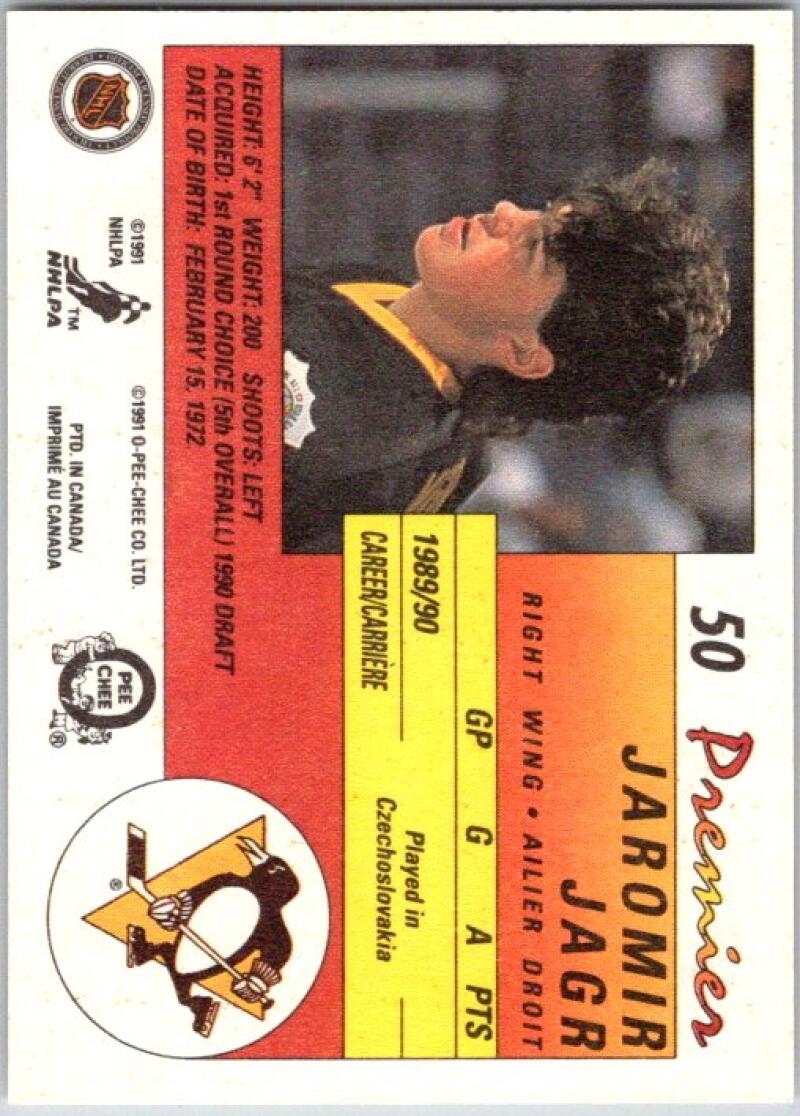 50 Premier
JAROMIR
JAGR
RIGHT WING • AILIER DROIT
GP G A PTS
1989/90 Played in
CAREER/CARRIÈRE Czechoslovakia
HEIGHT: 6' 2" WEIGHT: 200 SHOOTS: LEFT
ACQUIRED: 1st ROUND CHOICE (5th OVERALL) 1990 DRAFT
DATE OF BIRTH: FEBRUARY 15, 1972
NHL
©1991
NHLPA
TM
NHLPA
©1991 O-PEE-CHEE CO. LTD.
PTD. IN CANADA/
IMPRIMÉ AU CANADA
O
PEE
CHEE
®
®